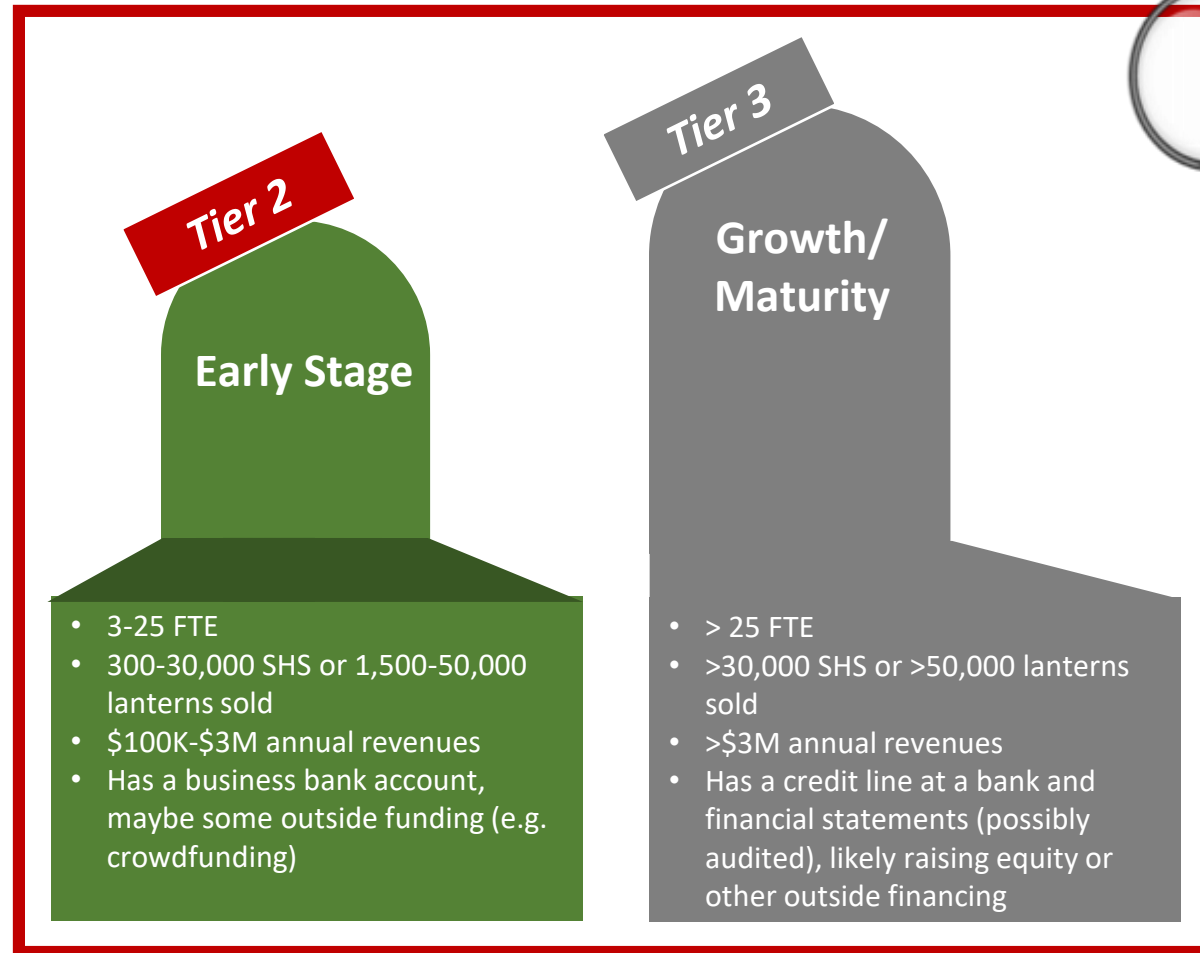 Tier 2
Early Stage
• 3-25 FTE
• 300-30,000 SHS or 1,500-50,000
lanterns sold
• $100K-$3M annual revenues
• Has a business bank account,
maybe some outside funding (e.g.
crowdfunding)
Tier 3
Growth/
Maturity
• > 25 FTE
• >30,000 SHS or >50,000 lanterns
sold
• >$3M annual revenues
• Has a credit line at a bank and
financial statements (possibly
audited), likely raising equity or
other outside financing